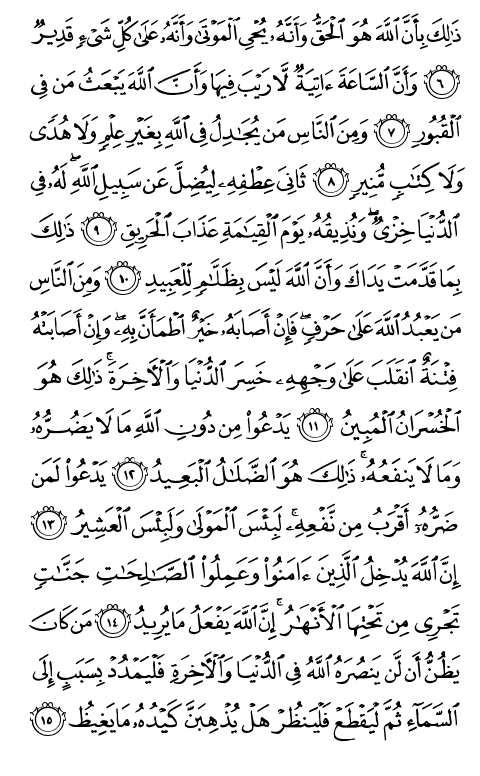 ذَٰلِكَ بِأَنَّ ٱللَّهَ هُوَ ٱلْحَقُّ وَأَنَّهُۥ يُحْىِ ٱلْمَوْتَىٰ وَأَنَّهُۥ عَلَىٰ كُلِّ شَىْءٍ قَدِيرٌ
٦ وَأَنَّ ٱلسَّاعَةَ ءَاتِيَةٌ لَّا رَيْبَ فِيهَا وَأَنَّ ٱللَّهَ يَبْعَثُ مَن فِى
ٱلْقُبُورِ ٧ وَمِنَ ٱلنَّاسِ مَن يُجَٰدِلُ فِى ٱللَّهِ بِغَيْرِ عِلْمٍ وَلَا هُدًى
وَلَا كِتَٰبٍ مُّنِيرٍ ٨ ثَانِىَ عِطْفِهِۦ لِيُضِلَّ عَن سَبِيلِ ٱللَّهِ ۖ لَهُۥ فِى
ٱلدُّنْيَا خِزْىٌ ۖ وَنُذِيقُهُۥ يَوْمَ ٱلْقِيَٰمَةِ عَذَابَ ٱلْحَرِيقِ ٩ ذَٰلِكَ
بِمَا قَدَّمَتْ يَدَاكَ وَأَنَّ ٱللَّهَ لَيْسَ بِظَلَّٰمٍ لِّلْعَبِيدِ ١٠ وَمِنَ ٱلنَّاسِ
مَن يَعْبُدُ ٱللَّهَ عَلَىٰ حَرْفٍ ۖ فَإِنْ أَصَابَهُۥ خَيْرٌ ٱطْمَأَنَّ بِهِۦ ۖ وَإِنْ أَصَابَتْهُ
فِتْنَةٌ ٱنقَلَبَ عَلَىٰ وَجْهِهِۦ خَسِرَ ٱلدُّنْيَا وَٱلْءَاخِرَةَ ۚ ذَٰلِكَ هُوَ
ٱلْخُسْرَانُ ٱلْمُبِينُ ١١ يَدْعُوا۟ مِن دُونِ ٱللَّهِ مَا لَا يَضُرُّهُۥ
وَمَا لَا يَنفَعُهُۥ ۚ ذَٰلِكَ هُوَ ٱلضَّلَٰلُ ٱلْبَعِيدُ ١٢ يَدْعُوا۟ لَمَن
ضَرُّهُۥٓ أَقْرَبُ مِن نَّفْعِهِۦ ۚ لَبِئْسَ ٱلْمَوْلَىٰ وَلَبِئْسَ ٱلْعَشِيرُ ١٣
إِنَّ ٱللَّهَ يُدْخِلُ ٱلَّذِينَ ءَامَنُوا۟ وَعَمِلُوا۟ ٱلصَّٰلِحَٰتِ جَنَّٰتٍ
تَجْرِى مِن تَحْتِهَا ٱلْأَنْهَٰرُ ۚ إِنَّ ٱللَّهَ يَفْعَلُ مَا يُرِيدُ ١٤ مَن كَانَ
يَظُنُّ أَن لَّن يَنصُرَهُ ٱللَّهُ فِى ٱلدُّنْيَا وَٱلْءَاخِرَةِ فَلْيَمْدُدْ بِسَبَبٍ إِلَى
ٱلسَّمَآءِ ثُمَّ لْيَقْطَعْ فَلْيَنظُرْ هَلْ يُذْهِبَنَّ كَيْدُهُۥ مَا يَغِيظُ ١٥